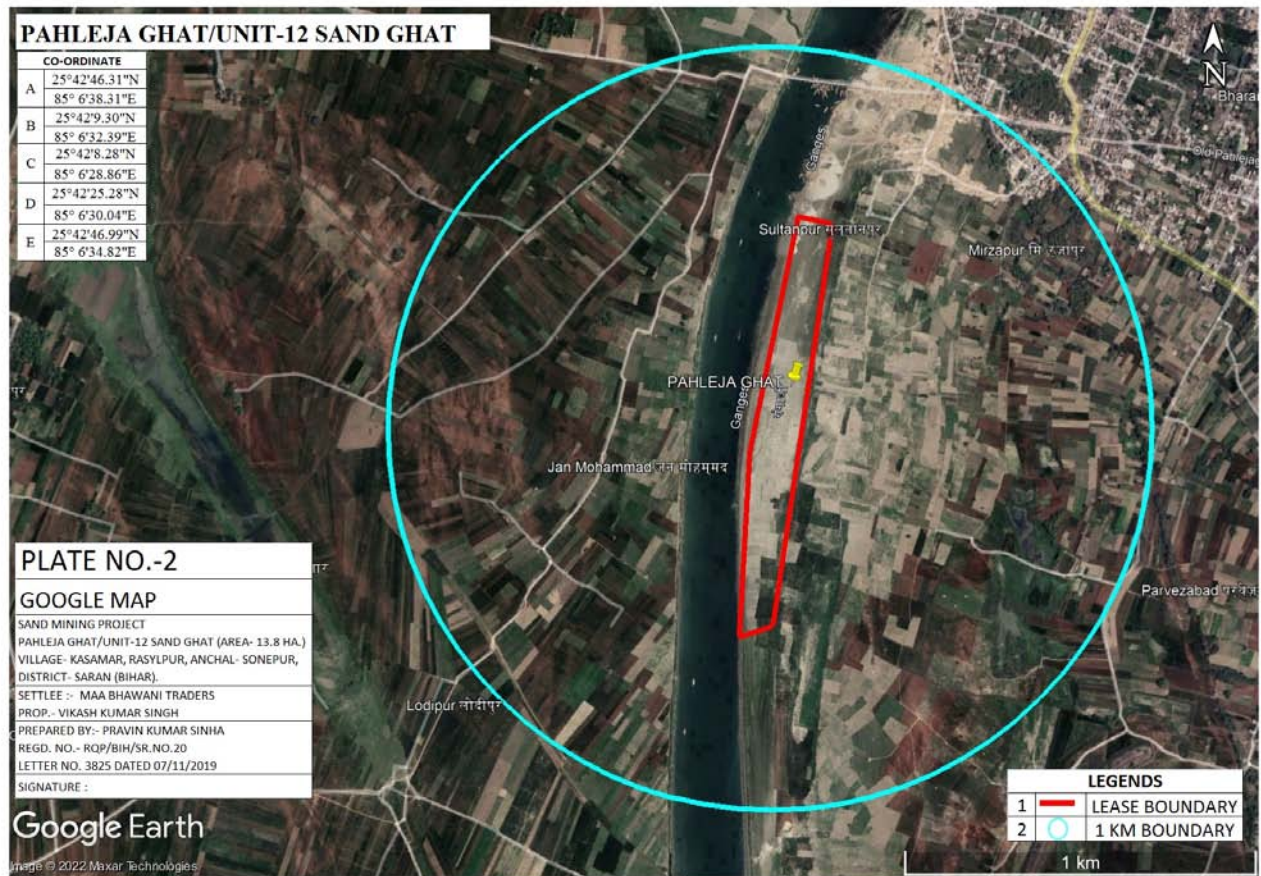 PAHLEJA GHAT/UNIT-12 SAND GHAT
CO-ORDINATE
A
25°42'46.31"N
85° 6'38.31"E
B
25°42'9.30"N
85° 6'32.39"E
C
25°42'8.28"N
85° 6'28.86"E
D
25°42'25.28"N
85° 6'30.04"E
E
25°42'46.99"N
85° 6'34.82"E
N
Ganges
Sultanpur सुल्तानपुर
Mirzapur
PAHLEJA GHAT
Ganges
Jan Mohammad जन मोहम्मद
Parvezabad
Lodipur लोदीपुर
PLATE NO.-2
GOOGLE MAP
SAND MINING PROJECT
PAHLEJA GHAT/UNIT-12 SAND GHAT (AREA- 13.8 HA.)
VILLAGE- KASAMAR, RASYLPUR, ANCHAL- SONEPUR,
DISTRICT- SARAN (BIHAR).
SETTLEE :- MAA BHAWANI TRADERS
PROP.- VIKASH KUMAR SINGH
PREPARED BY:- PRAVIN KUMAR SINHA
REGD. NO.- RQP/BIH/SR.NO.20
LETTER NO. 3825 DATED 07/11/2019
SIGNATURE :
LEGENDS
1 LEASE BOUNDARY
2 1 KM BOUNDARY
1 km
Google Earth
Image © 2022 Maxar Technologies